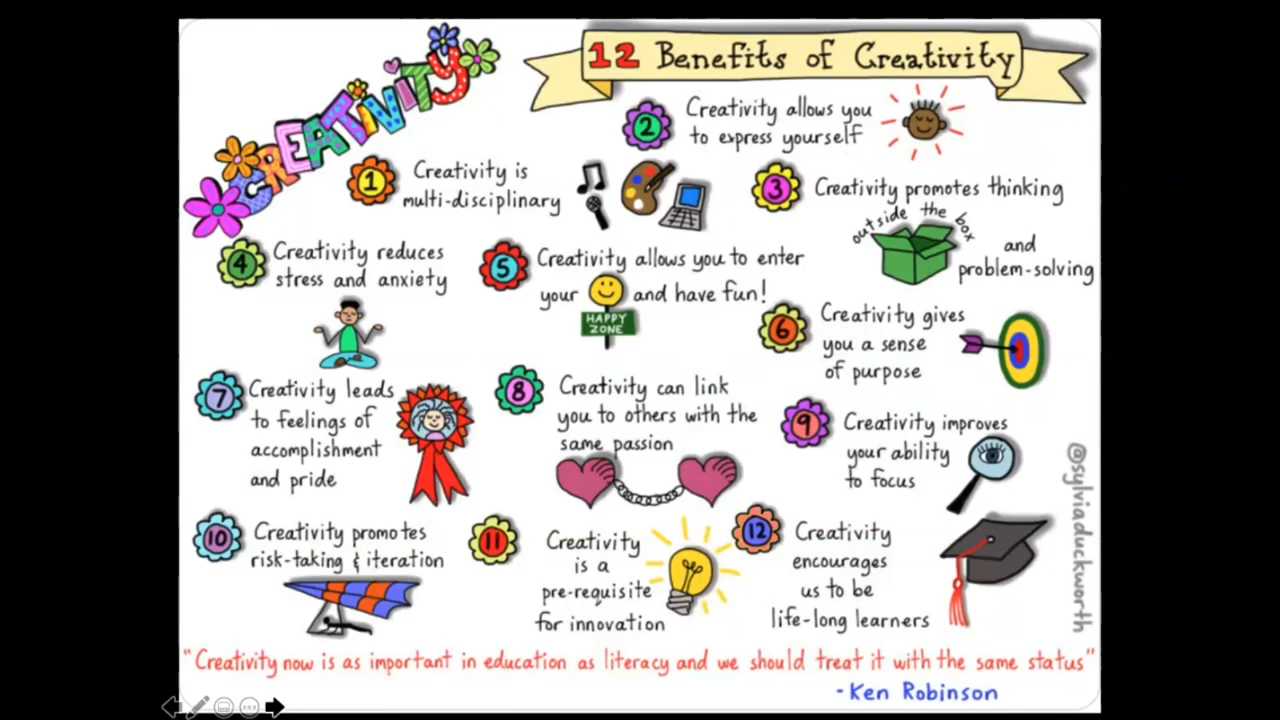 CREATIVITY
12 Benefits of Creativity
1
Creativity is
multi-disciplinary
2
Creativity allows you
to express yourself
3
Creativity promotes thinking
outside the box
and
problem-solving
4
Creativity reduces
stress and anxiety
5
Creativity allows you to enter
your and have fun!
HAPPY
ZONE
6
Creativity gives
you a sense
of purpose
7
Creativity leads
to feelings of
accomplishment
and pride
8
Creativity can link
you to others with the
same passion
9
Creativity improves
your ability
to focus
10
Creativity promotes
risk-taking & iteration
11
Creativity
is a
pre-requisite
for innovation
12
Creativity
encourages
us to be
life-long learners
@sylviaduckworth
"Creativity now is as important in education as literacy and we should treat it with the same status"
-Ken Robinson